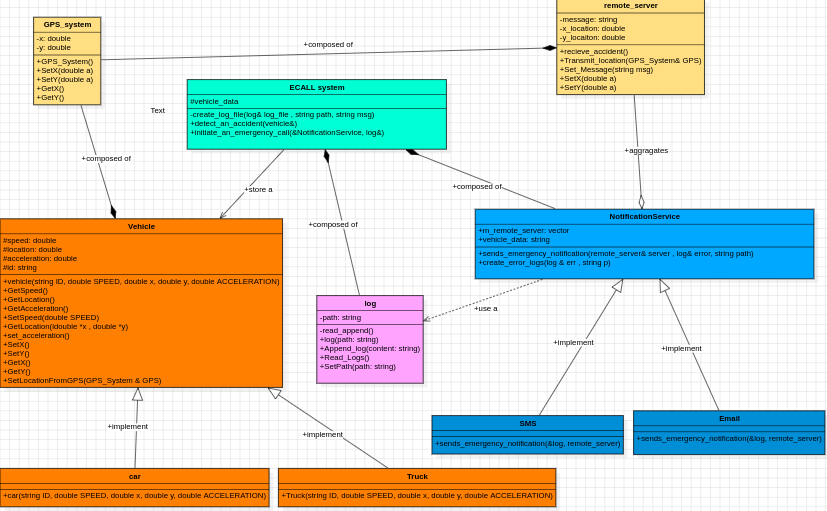 GPS_system
-x: double
-y: double
+GPS_System()
+SetX(double a)
+SetY(double a)
+GetX()
+GetY()
+composed of
remote_server
-message: string
-x_location: double
-y_locaiton: double
+recieve_accident()
+Transmit_location(GPS_System& GPS)
+Set_Message(string msg)
+SetX(double a)
+SetY(double a)
Text
ECALL system
#vehicle_data
-create_log_file(log& log_file , string path, string msg)
+detect_an_accident(vehicle&)
+initiate_an_emergency_call(&NotificationService, log&)
+composed of
+store a
+composed of
+composed of
+aggragates
Vehicle
#speed: double
#location: double
#acceleration: double
#id: string
+vehicle(string ID, double SPEED, double x, double y, double ACCELERATION)
+GetSpeed()
+GetLocation()
+GetAcceleration()
+SetSpeed(double SPEED)
+GetLocation(double *x , double *y)
+set_acceleration()
+SetX()
+SetY()
+GetX()
+GetY()
+SetLocationFromGPS(GPS_System & GPS)
NotificationService
+m_remote_server: vector
+vehicle_data: string
+sends_emergency_notification(remote_server& server , log& error, string path)
+create_error_logs(log & err , string p)
log
-path: string
-read_append()
+log(path: string)
+Append_log(content: string)
+Read_Logs()
+SetPath(path: string)
+use a
+implement
+implement
+implement
+implement
SMS
+sends_emergency_notification(&log, remote_server)
Email
+sends_emergency_notification(&log, remote_server)
car
+car(string ID, double SPEED, double x, double y, double ACCELERATION)
Truck
+Truck(string ID, double SPEED, double x, double y, double ACCELERATION)